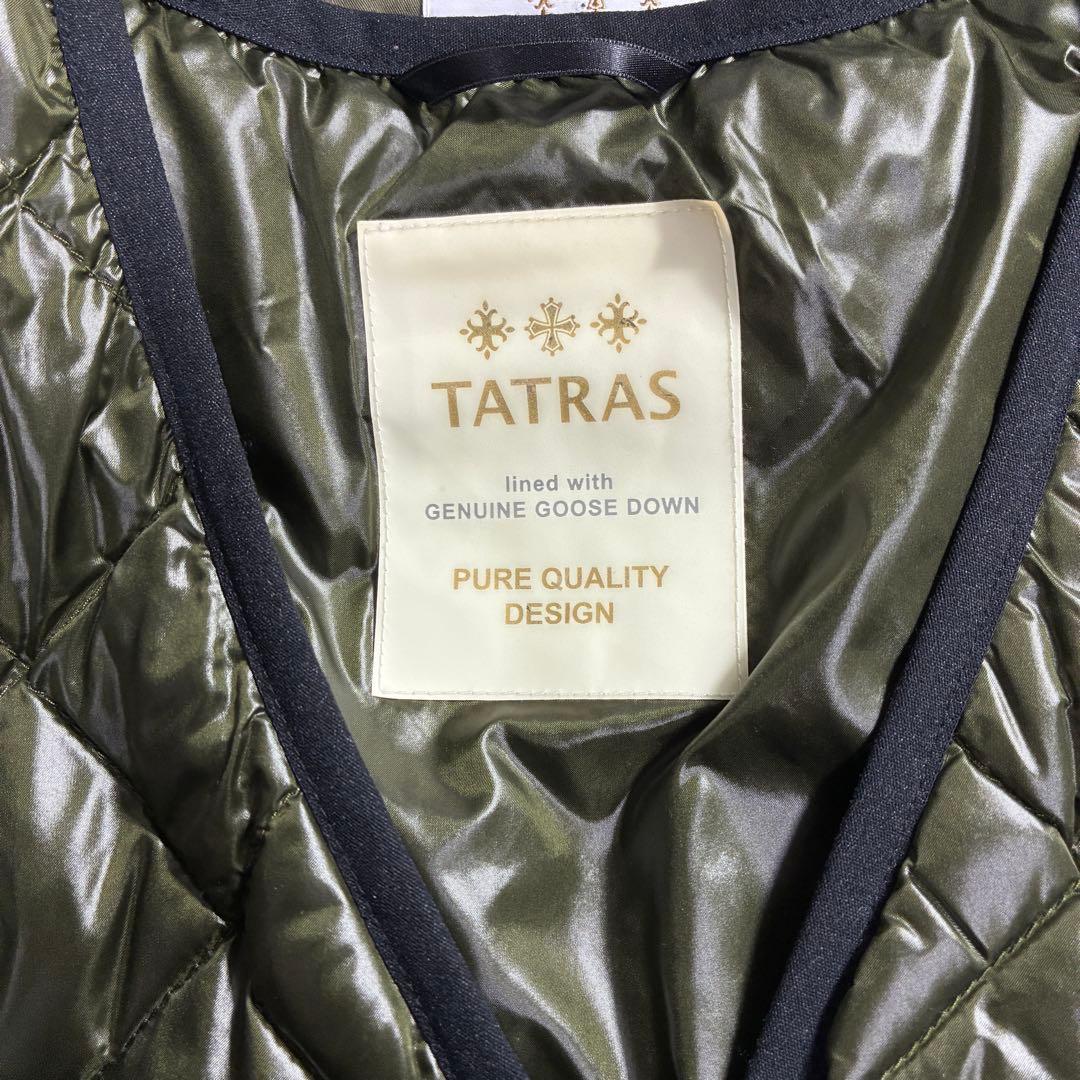 TATRAS
lined with
GENUINE GOOSE DOWN
PURE QUALITY
DESIGN